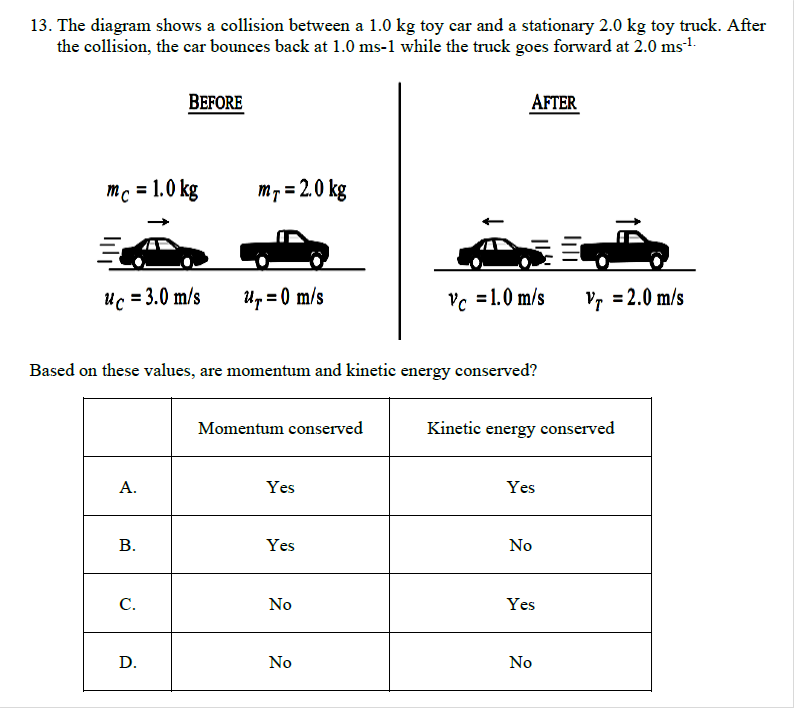 13. The diagram shows a collision between a 1.0 kg toy car and a stationary 2.0 kg toy truck. After
the collision, the car bounces back at 1.0 ms-1 while the truck goes forward at 2.0 ms⁻¹.
BEFORE
AFTER
m_C = 1.0 kg
m_T = 2.0 kg
u_C = 3.0 m/s
u_T = 0 m/s
v_C = 1.0 m/s
v_T = 2.0 m/s
Based on these values, are momentum and kinetic energy conserved?
Momentum conserved
Kinetic energy conserved
A.
Yes
Yes
B.
Yes
No
C.
No
Yes
D.
No
No